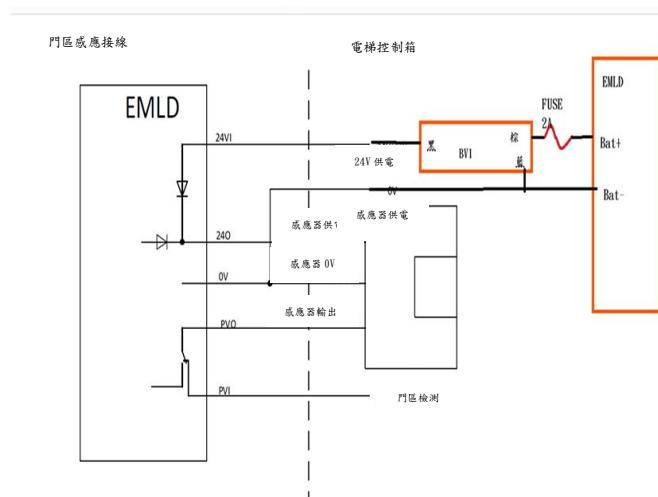 門區感應接線
電梯控制箱
EMLD
24VI
24V 供電
黑
BV1
棕
藍
FUSE
2A
EMLD
Bat+
Bat-
0V
感應器供電
感應器供
24O
感應器 0V
0V
感應器輸出
PVO
PVI
門區檢測